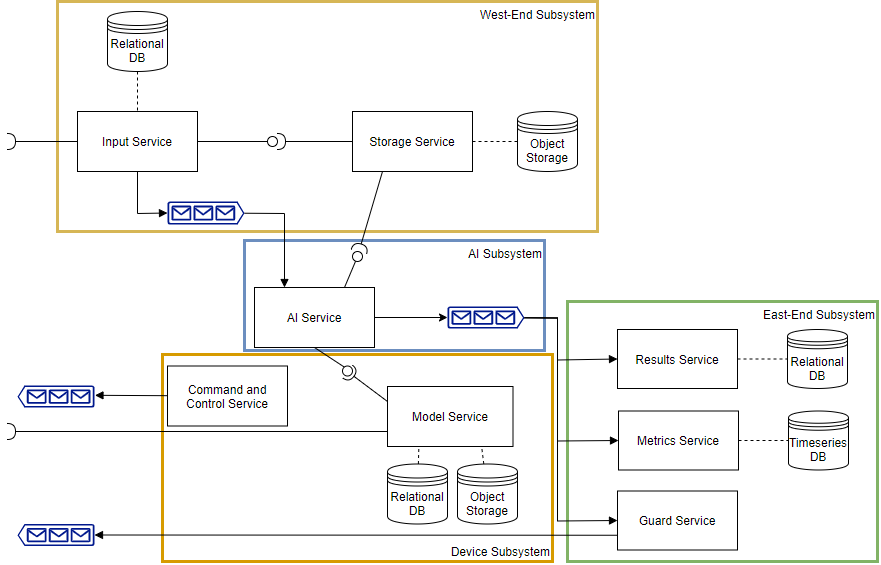 West-End Subsystem
Relational
DB
Input Service
Storage Service
Object
Storage
AI Subsystem
AI Service
East-End Subsystem
Results Service
Relational
DB
Command and
Control Service
Model Service
Metrics Service
Timeseries
DB
Relational
DB
Object
Storage
Guard Service
Device Subsystem